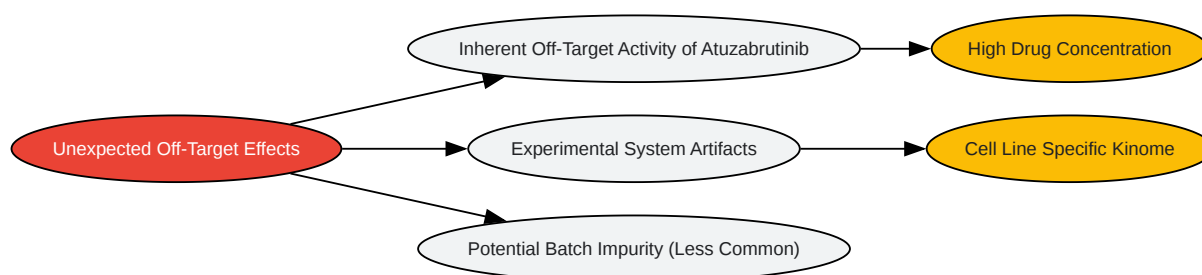 Inherent Off-Target Activity of Atuzabrutinib
High Drug Concentration
Unexpected Off-Target Effects
Experimental System Artifacts
Cell Line Specific Kinome
Potential Batch Impurity (Less Common)